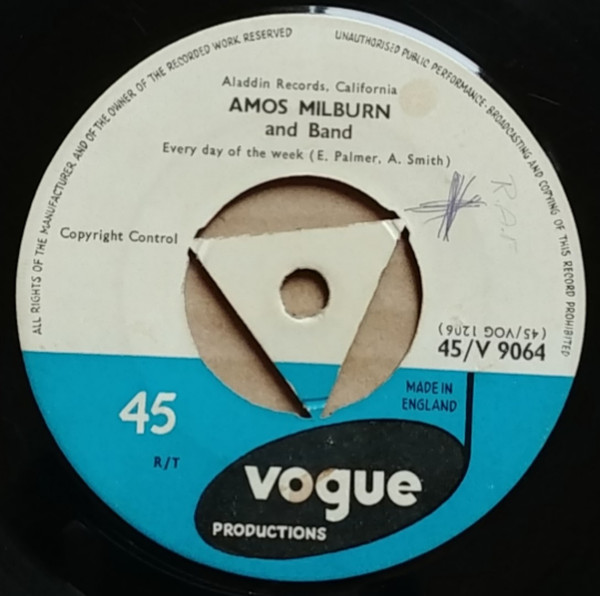 ALL RIGHTS OF THE MANUFACTURER AND OF THE OWNER OF THE RECORDED WORK RESERVED
UNAUTHORISED PUBLIC PERFORMANCE· BROADCASTING AND COPYING OF THIS RECORD PROHIBITED
Aladdin Records, California
AMOS MILBURN
and Band
Every day of the week (E. Palmer, A. Smith)
Copyright Control
(45/VOG 1206)
45/V 9064
MADE IN
ENGLAND
45
R/T
vogue
PRODUCTIONS